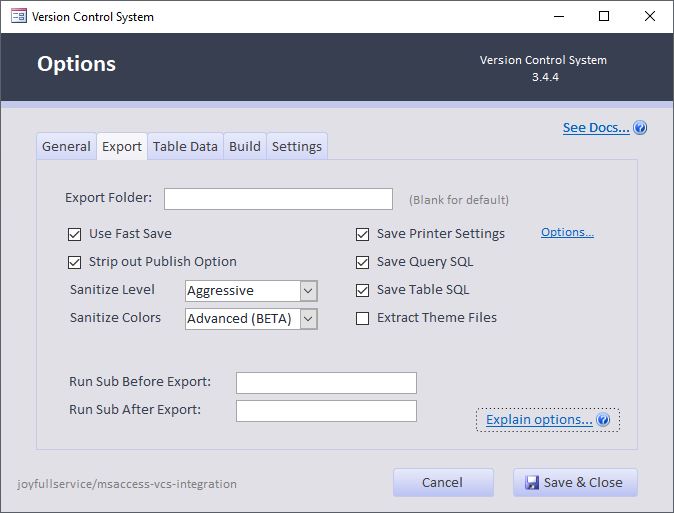 Version Control System
Options
Version Control System
3.4.4
See Docs...
General Export Table Data Build Settings
Export Folder: (Blank for default)
Use Fast Save Save Printer Settings Options...
Strip out Publish Option Save Query SQL
Sanitize Level Aggressive Save Table SQL
Sanitize Colors Advanced (BETA) Extract Theme Files
Run Sub Before Export:
Run Sub After Export:
Explain options...
joyfullservice/msaccess-vcs-integration Cancel Save & Close